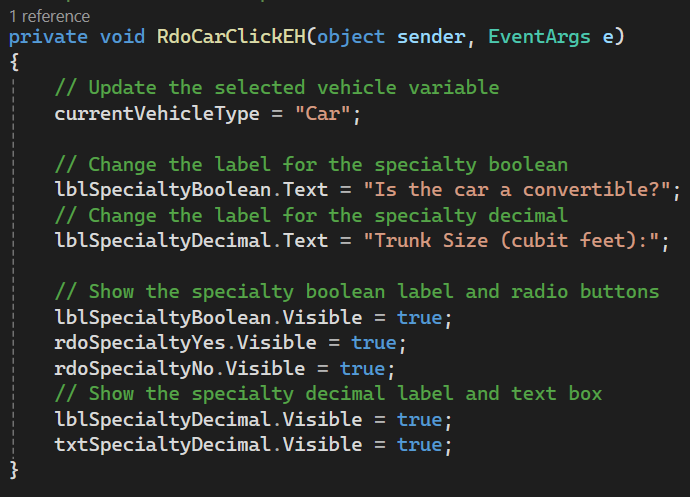 1 reference
private void RdoCarClickEH(object sender, EventArgs e)
{
// Update the selected vehicle variable
currentVehicleType = "Car";
// Change the label for the specialty boolean
lblSpecialtyBoolean.Text = "Is the car a convertible?";
// Change the label for the specialty decimal
lblSpecialtyDecimal.Text = "Trunk Size (cubit feet):";
// Show the specialty boolean label and radio buttons
lblSpecialtyBoolean.Visible = true;
rdoSpecialtyYes.Visible = true;
rdoSpecialtyNo.Visible = true;
// Show the specialty decimal label and text box
lblSpecialtyDecimal.Visible = true;
txtSpecialtyDecimal.Visible = true;
}